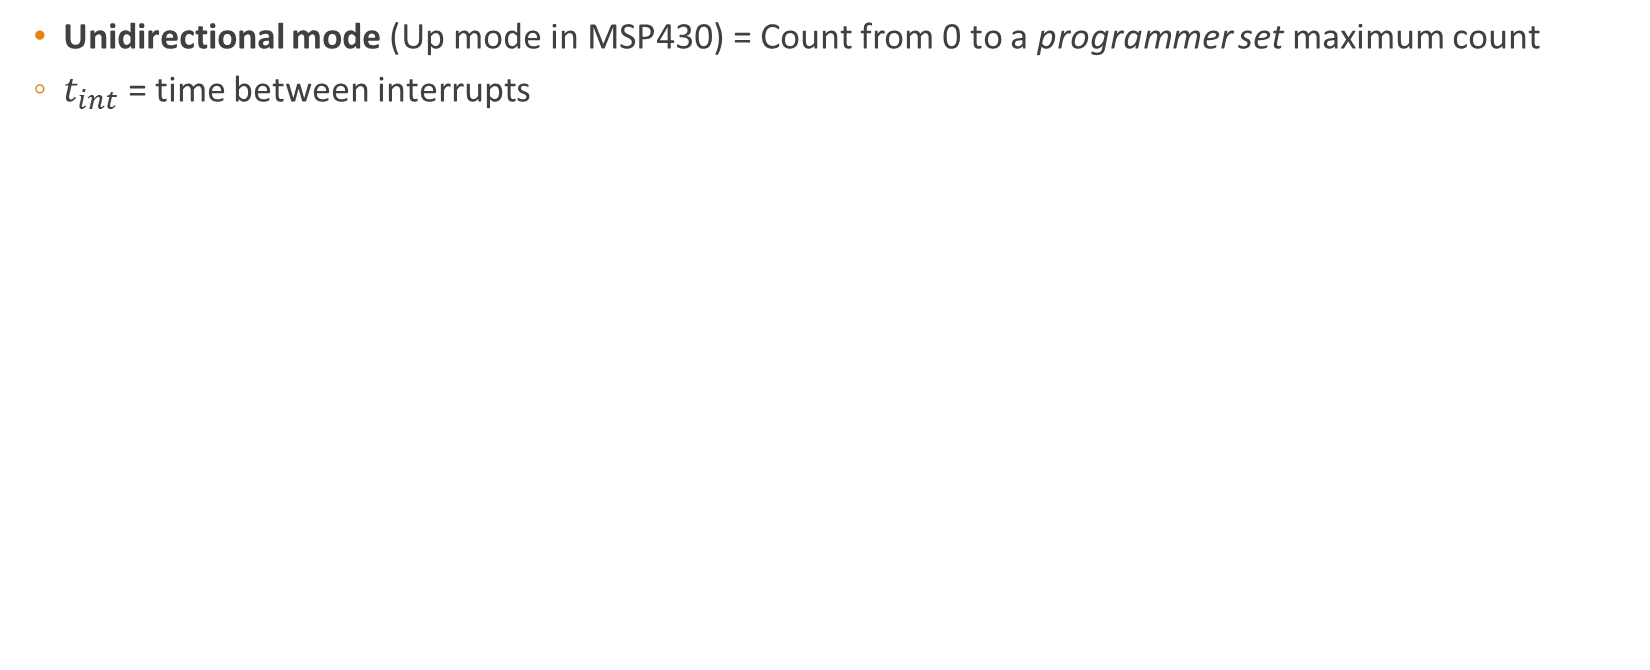 • Unidirectional mode (Up mode in MSP430) = Count from 0 to a programmer set maximum count
◦ t_int = time between interrupts